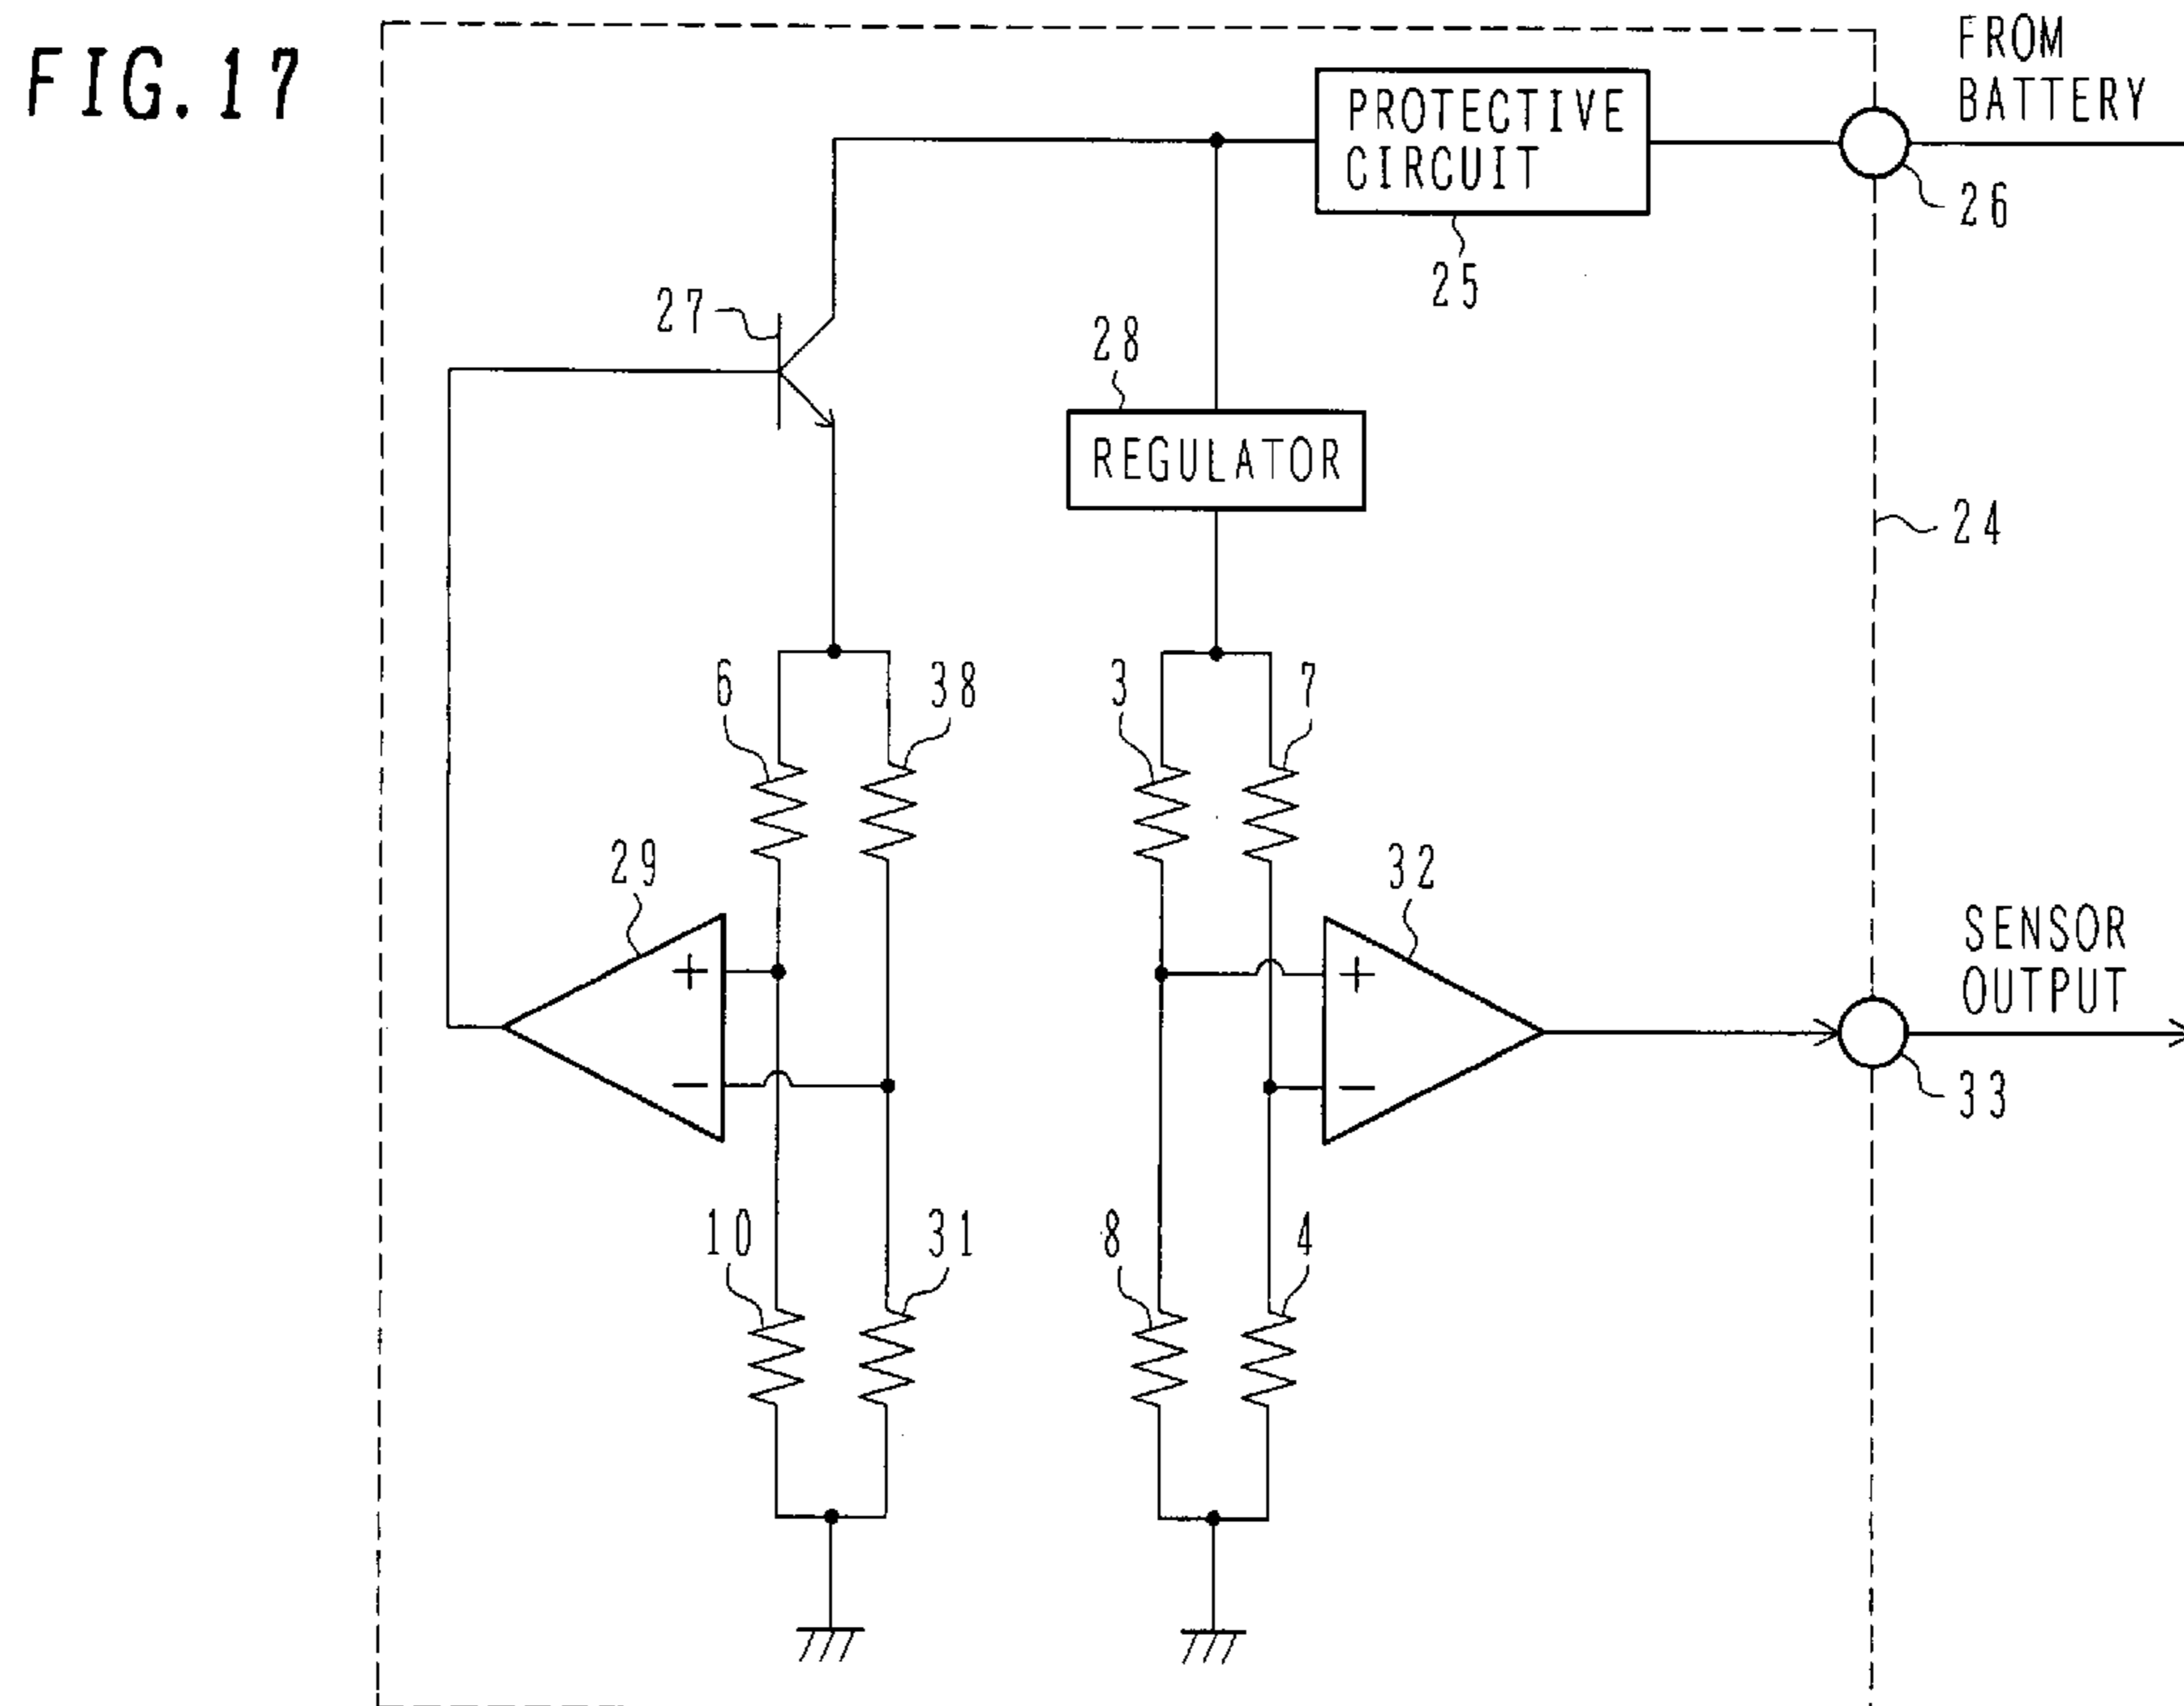 FIG.17
FROM
BATTERY
PROTECTIVE
CIRCUIT
26
25
27
28
REGULATOR
24
6
38
3
7
29
32
+
+
SENSOR
OUTPUT
−
−
33
10
31
8
4